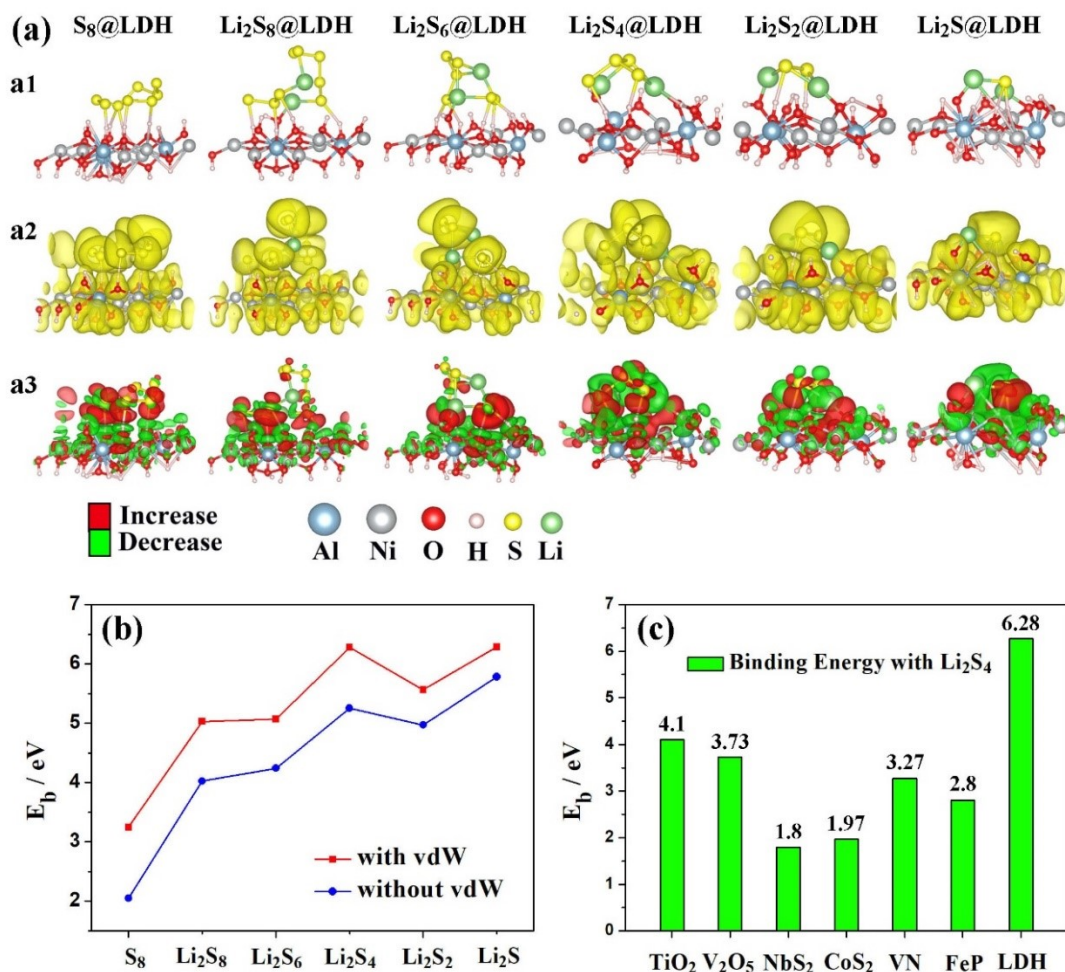 (a) S₈@LDH Li₂S₈@LDH Li₂S₆@LDH Li₂S₄@LDH Li₂S₂@LDH Li₂S@LDH
a1
a2
a3
Increase
Decrease
Al Ni O H S Li
(b)
7
6
5
4
3
2
E_b / eV
with vdW
without vdW
S₈ Li₂S₈ Li₂S₆ Li₂S₄ Li₂S₂ Li₂S
(c)
Binding Energy with Li₂S₄
7
6
5
4
3
2
1
0
E_b / eV
4.1 3.73 1.8 1.97 3.27 2.8 6.28
TiO₂ V₂O₅ NbS₂ CoS₂ VN FeP LDH